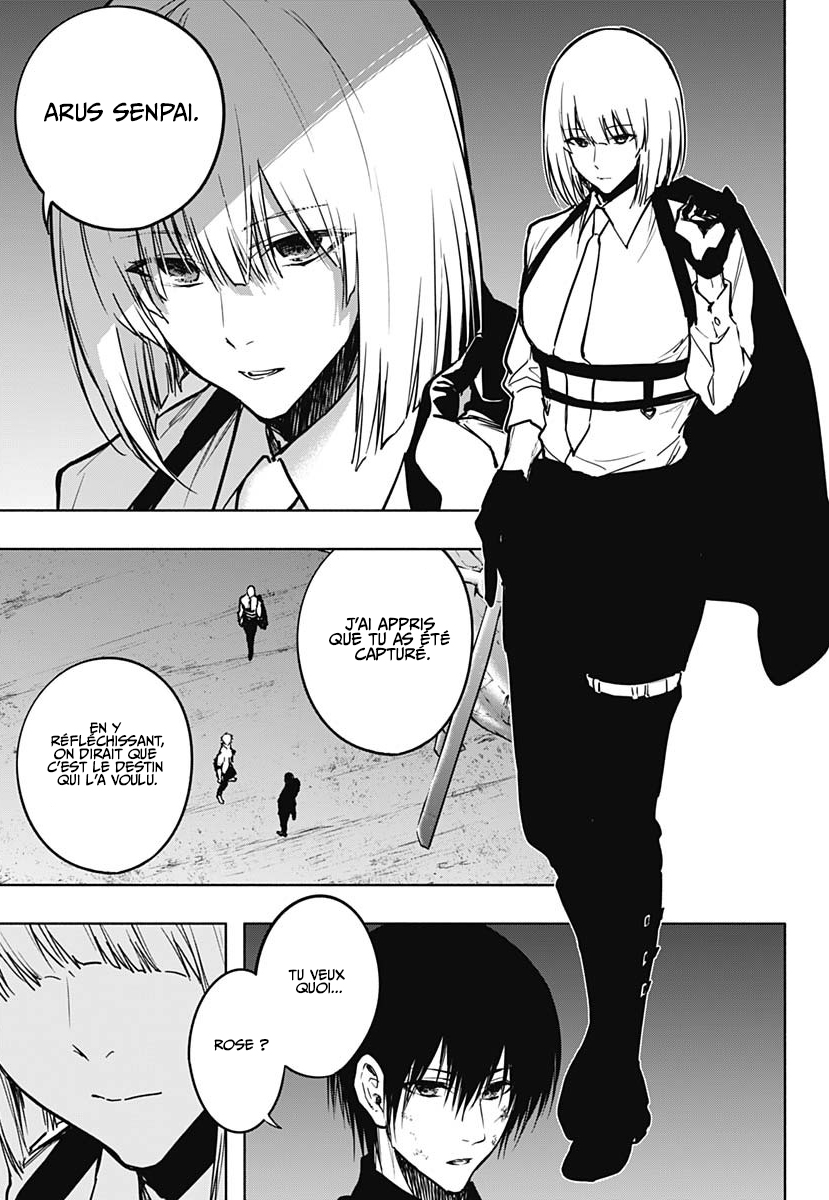 ARUS SENPAI.
J'AI APPRIS
QUE TU AS ÉTÉ
CAPTURÉ.
EN Y
RÉFLÉCHISSANT,
ON DIRAIT QUE
C'EST LE DESTIN
QUI L'A VOULU.
TU VEUX
QUOI...
ROSE ?